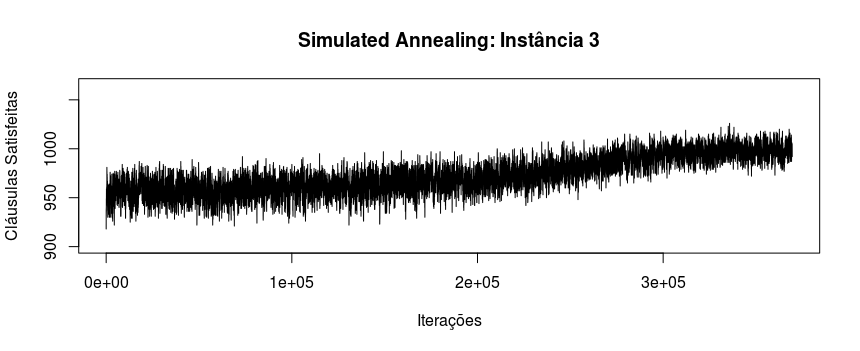 Simulated Annealing: Instância 3
Cláusulas Satisfeitas
1000
950
900
0e+00 1e+05 2e+05 3e+05
Iterações